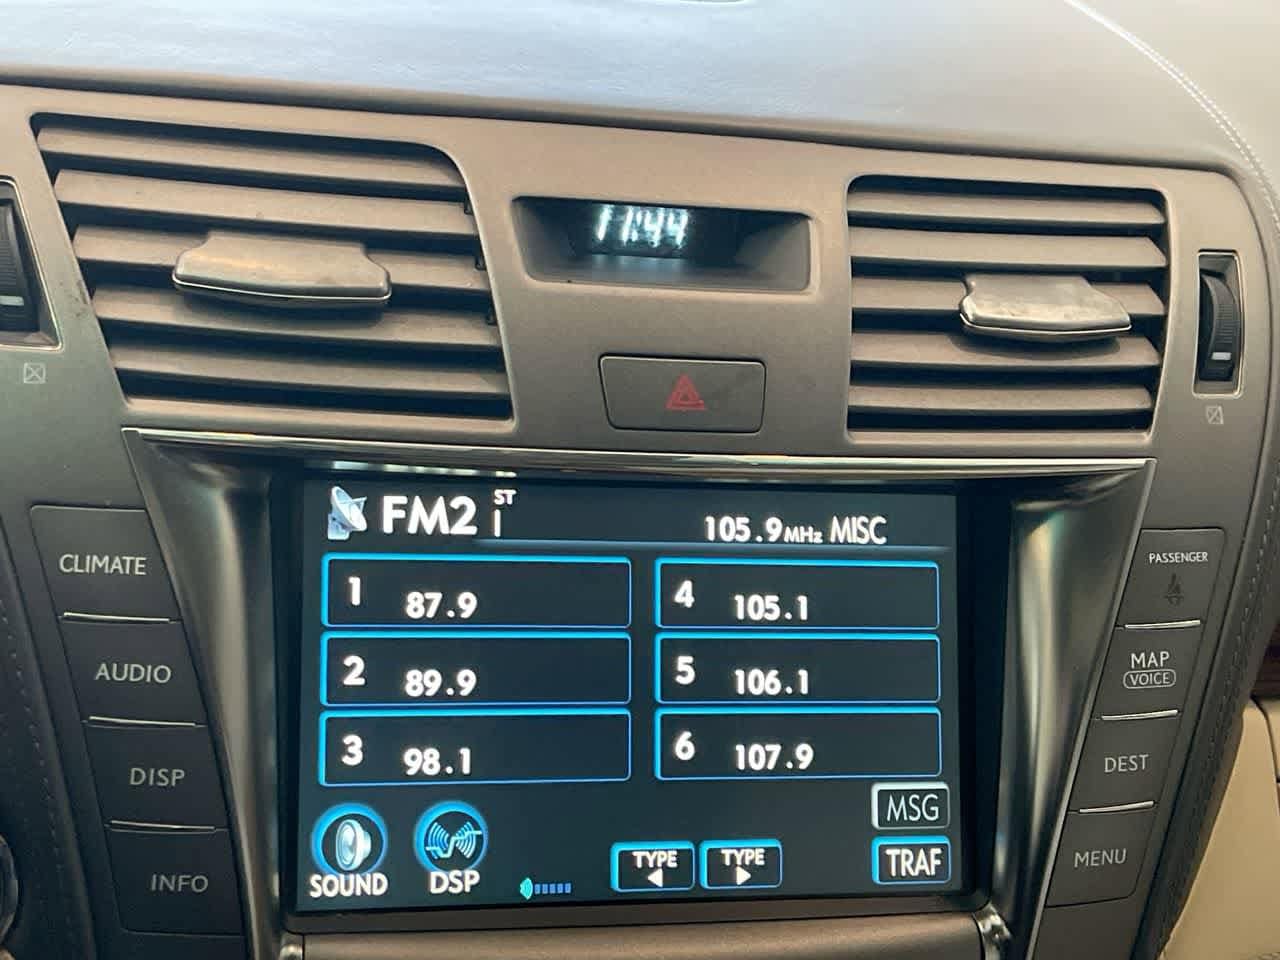 11:44
FM2 ST
105.9MHz MISC
1 87.9
2 89.9
3 98.1
4 105.1
5 106.1
6 107.9
SOUND
DSP
TYPE
TYPE
MSG
TRAF
CLIMATE
AUDIO
DISP
INFO
PASSENGER
MAP
VOICE
DEST
MENU